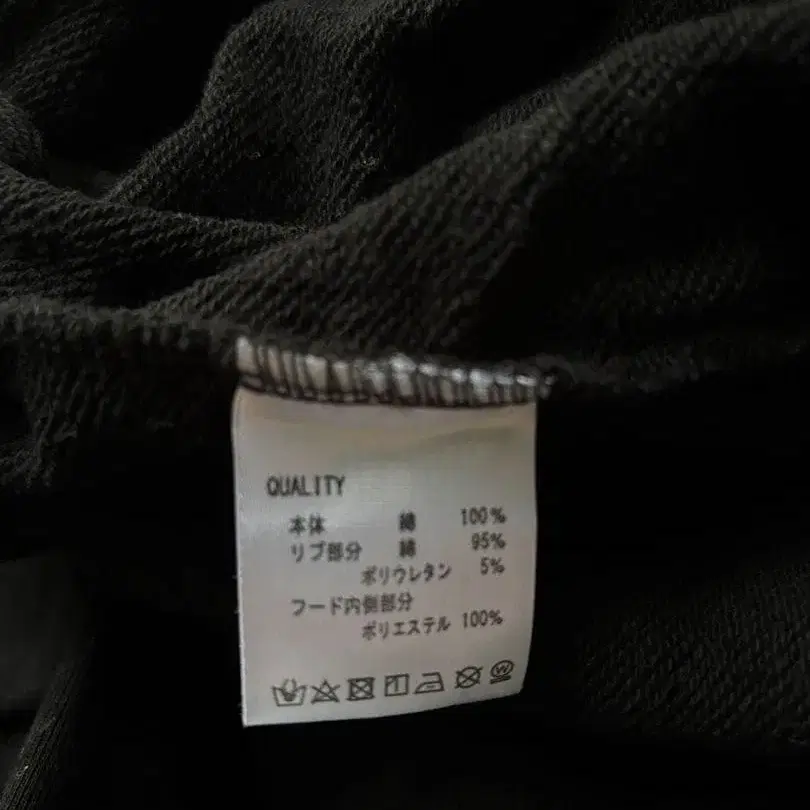 QUALITY
本体 綿 100%
リブ部分 綿 95%
ポリウレタン 5%
フード内側部分
ポリエステル 100%
W